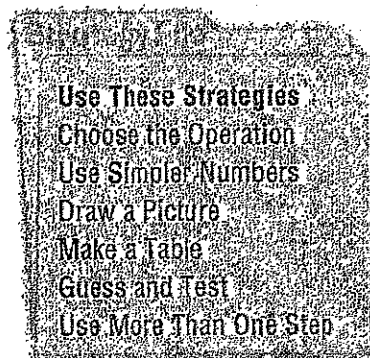 Use These Strategies
Choose the Operation
Use Simpler Numbers
Draw a Picture
Make a Table
Guess and Test
Use More Than One Step